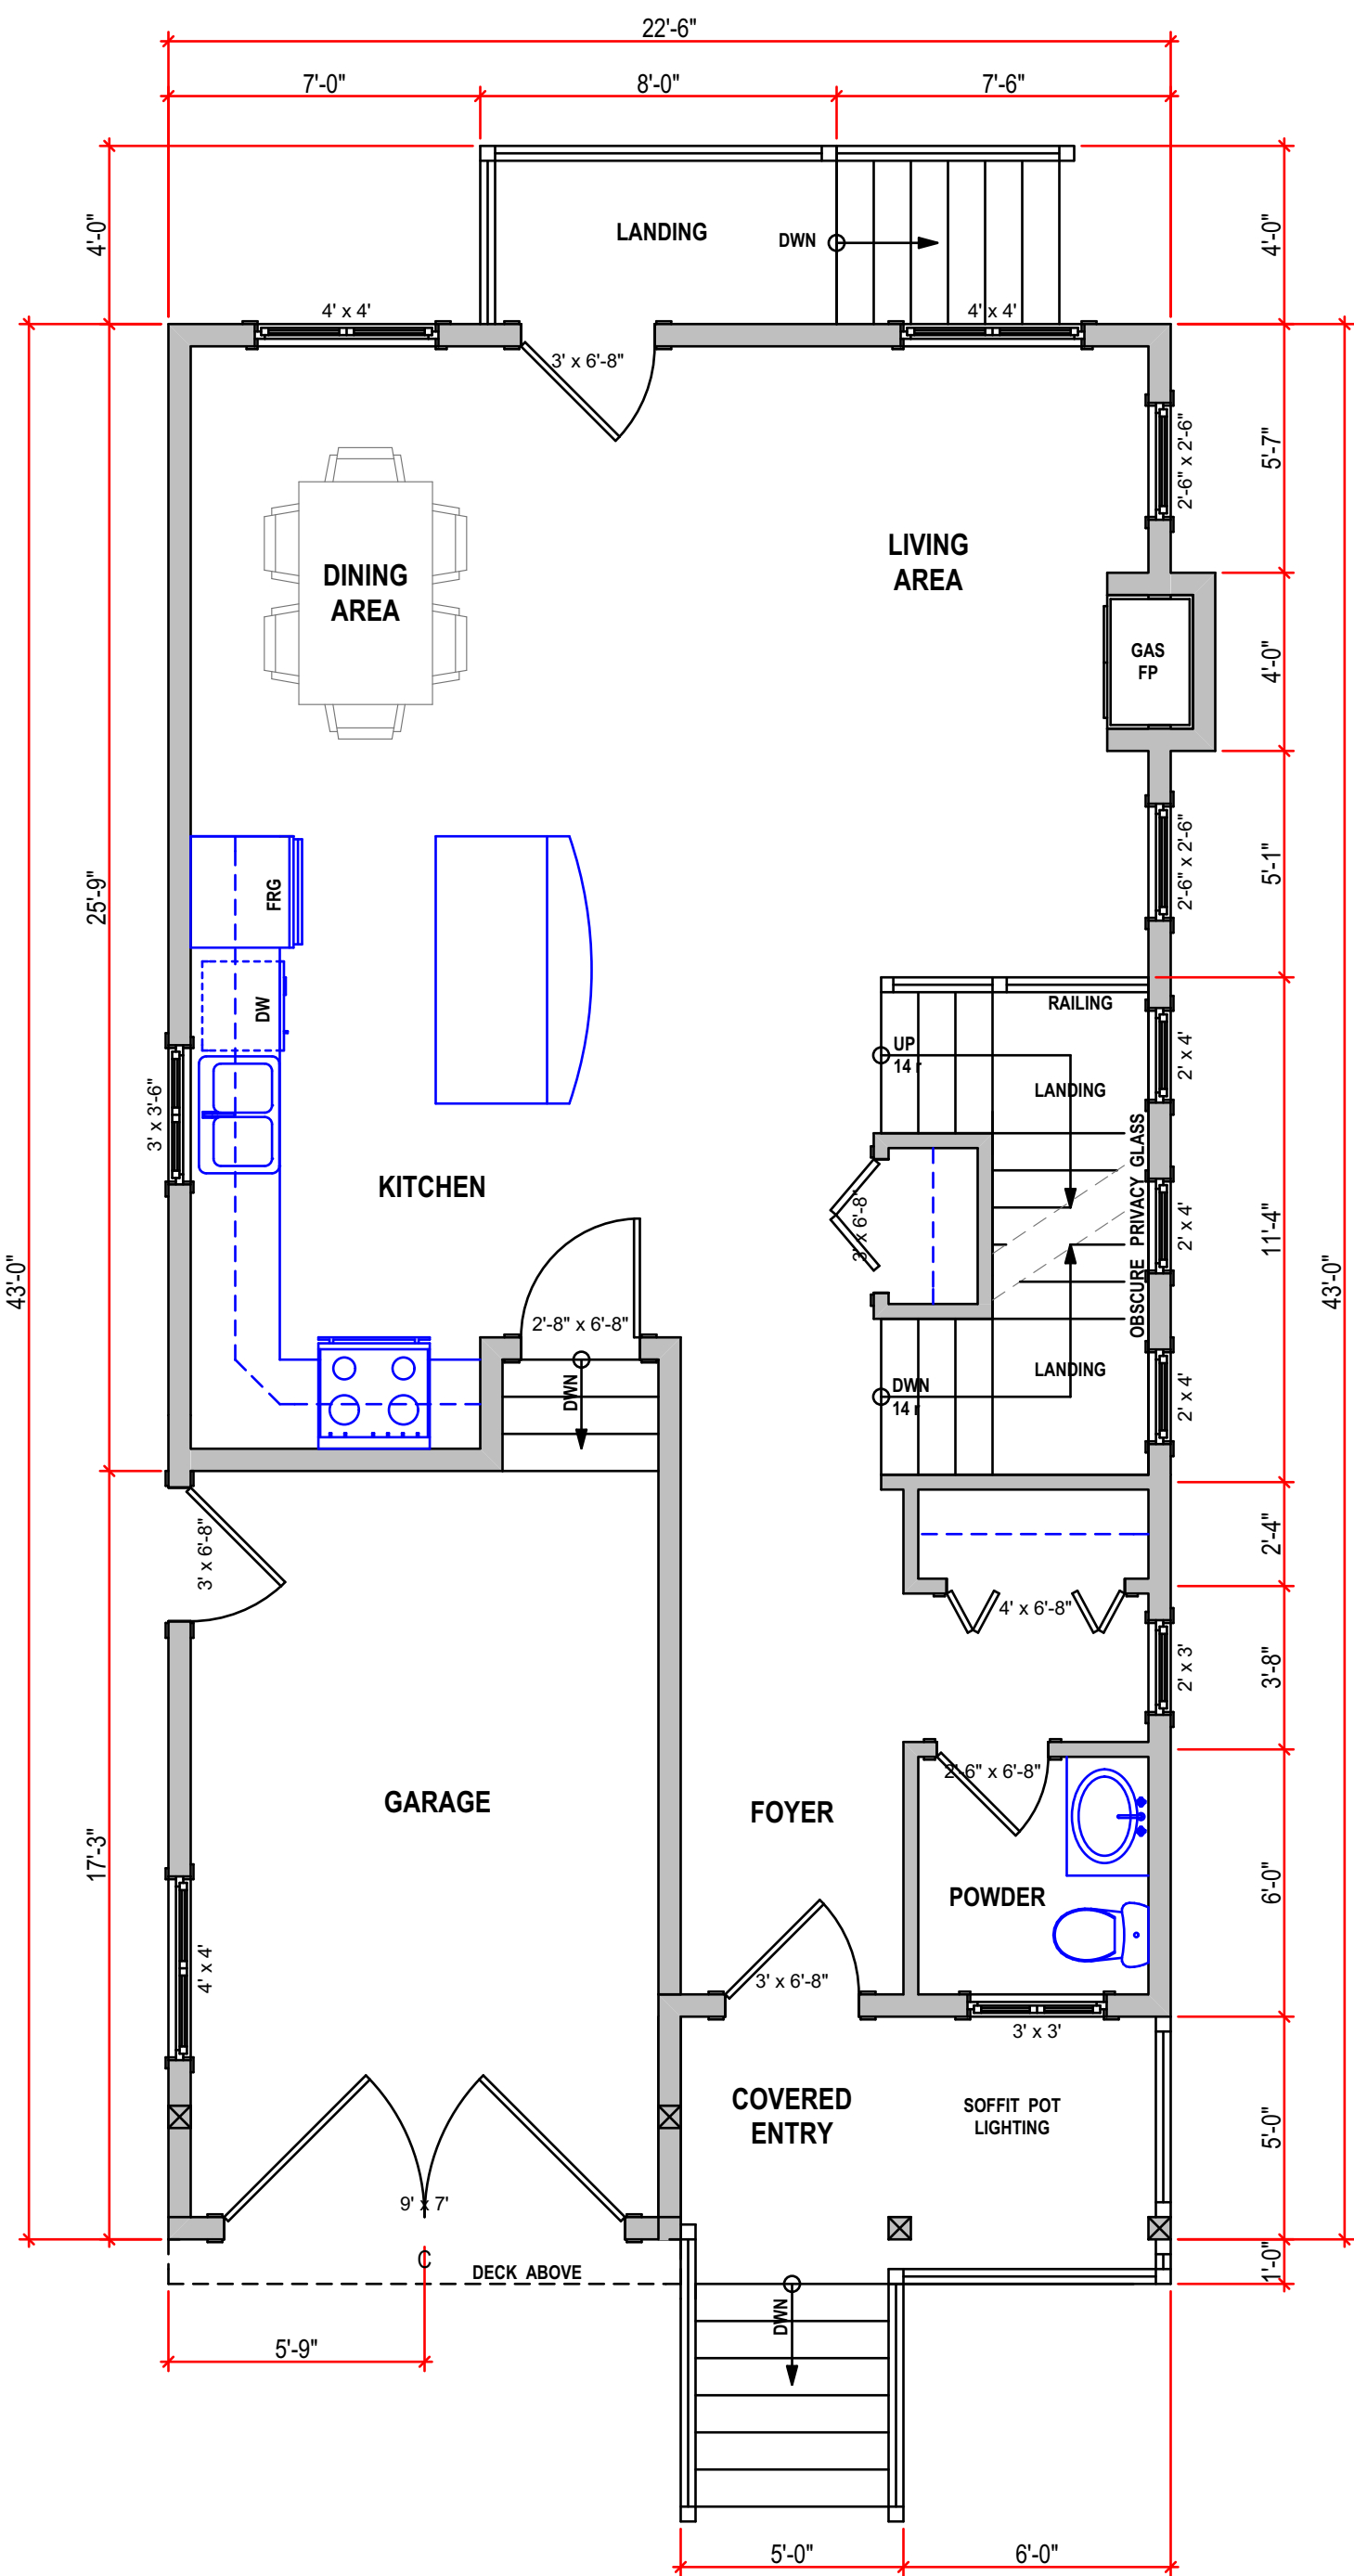 22'-6"
7'-0"
8'-0"
7'-6"
4'-0"
LANDING
DWN
4'-0"
4' x 4'
4' x 4'
3' x 6'-8"
2'-6" x 2'-6"
5'-7"
LIVING
AREA
DINING
AREA
GAS
FP
4'-0"
25'-9"
FRG
2'-6" x 2'-6"
5'-1"
DW
RAILING
UP
14 r
2' x 4'
LANDING
3' x 3'-6"
KITCHEN
3' x 6'-8"
OBSCURE PRIVACY GLASS
2' x 4'
11'-4"
43'-0"
43'-0"
2'-8" x 6'-8"
DWN
DWN
14 r
LANDING
2' x 4'
3' x 6'-8"
2'-4"
4' x 6'-8"
2' x 3'
3'-8"
2'-6" x 6'-8"
GARAGE
FOYER
17'-3"
POWDER
6'-0"
4' x 4'
3' x 6'-8"
3' x 3'
COVERED
ENTRY
SOFFIT POT
LIGHTING
5'-0"
9' x 7'
C
DECK ABOVE
1'-0"
DWN
5'-9"
5'-0"
6'-0"